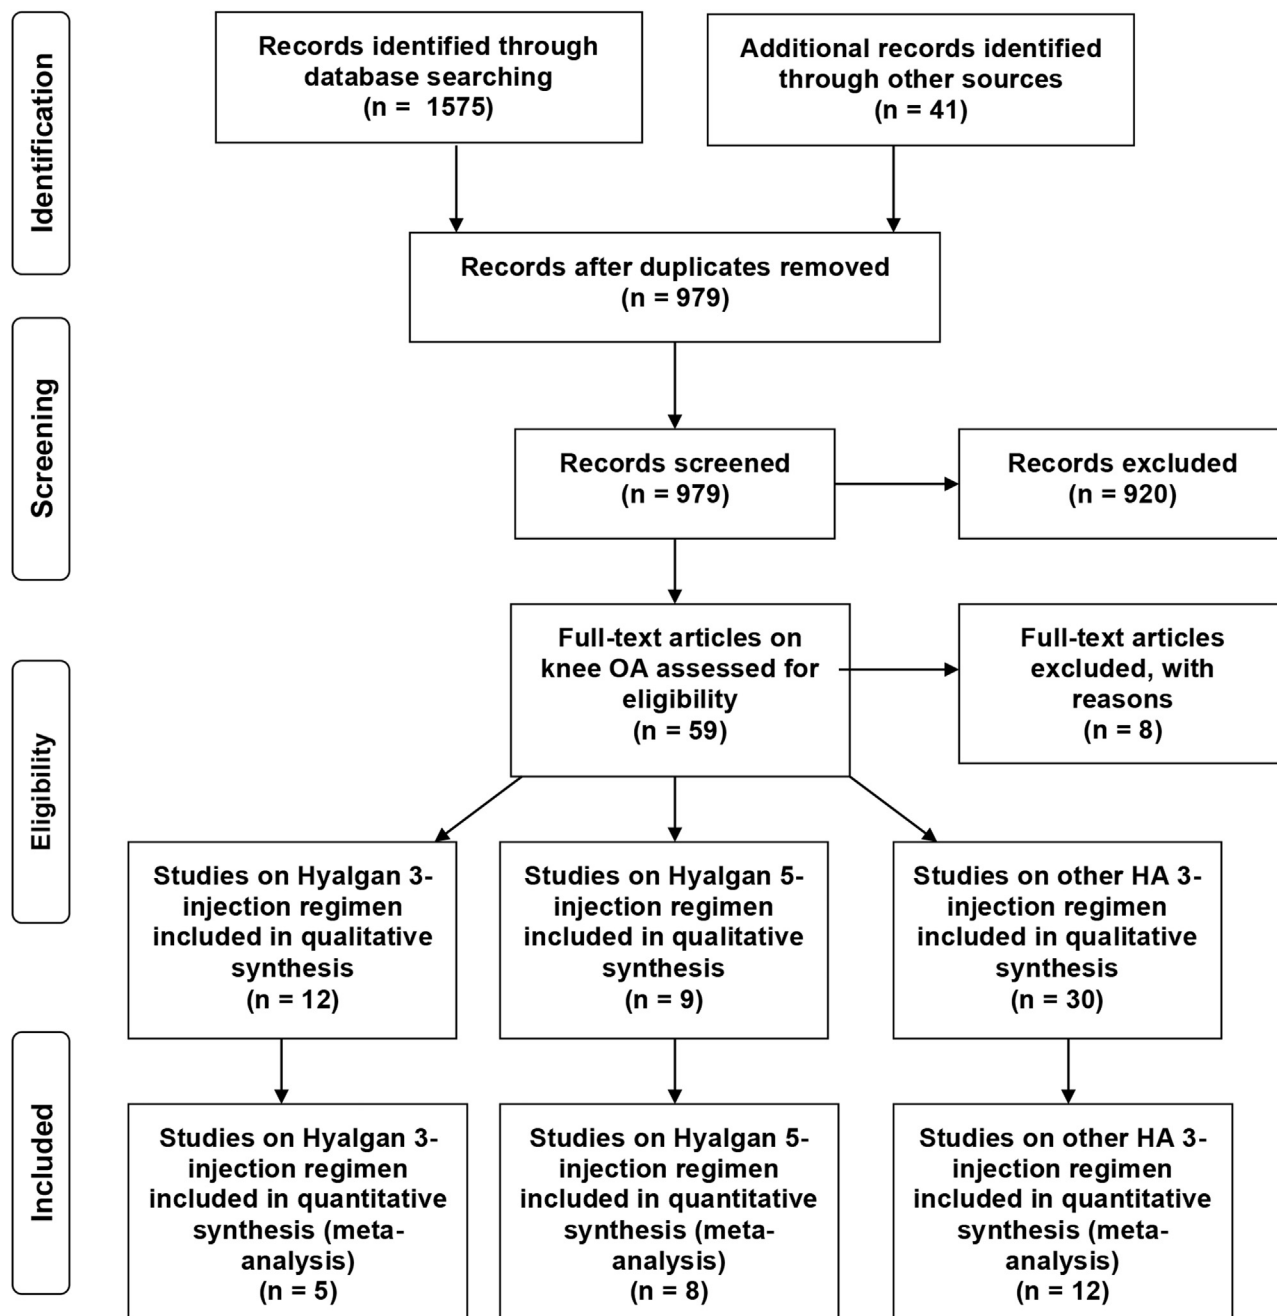 Identification
Records identified through
database searching
(n =  1575)
Additional records identified
through other sources
(n = 41)
Records after duplicates removed
(n = 979)
Screening
Records screened
(n = 979)
Records excluded
(n = 920)
Eligibility
Full-text articles on
knee OA assessed for
eligibility
(n = 59)
Full-text articles
excluded, with
reasons
(n = 8)
Studies on Hyalgan 3-
injection regimen
included in qualitative
synthesis
(n = 12)
Studies on Hyalgan 5-
injection regimen
included in qualitative
synthesis
(n = 9)
Studies on other HA 3-
injection regimen
included in qualitative
synthesis
(n = 30)
Included
Studies on Hyalgan 3-
injection regimen
included in quantitative
synthesis (meta-
analysis)
(n = 5)
Studies on Hyalgan 5-
injection regimen
included in quantitative
synthesis (meta-
analysis)
(n = 8)
Studies on other HA 3-
injection regimen
included in quantitative
synthesis (meta-
analysis)
(n = 12)